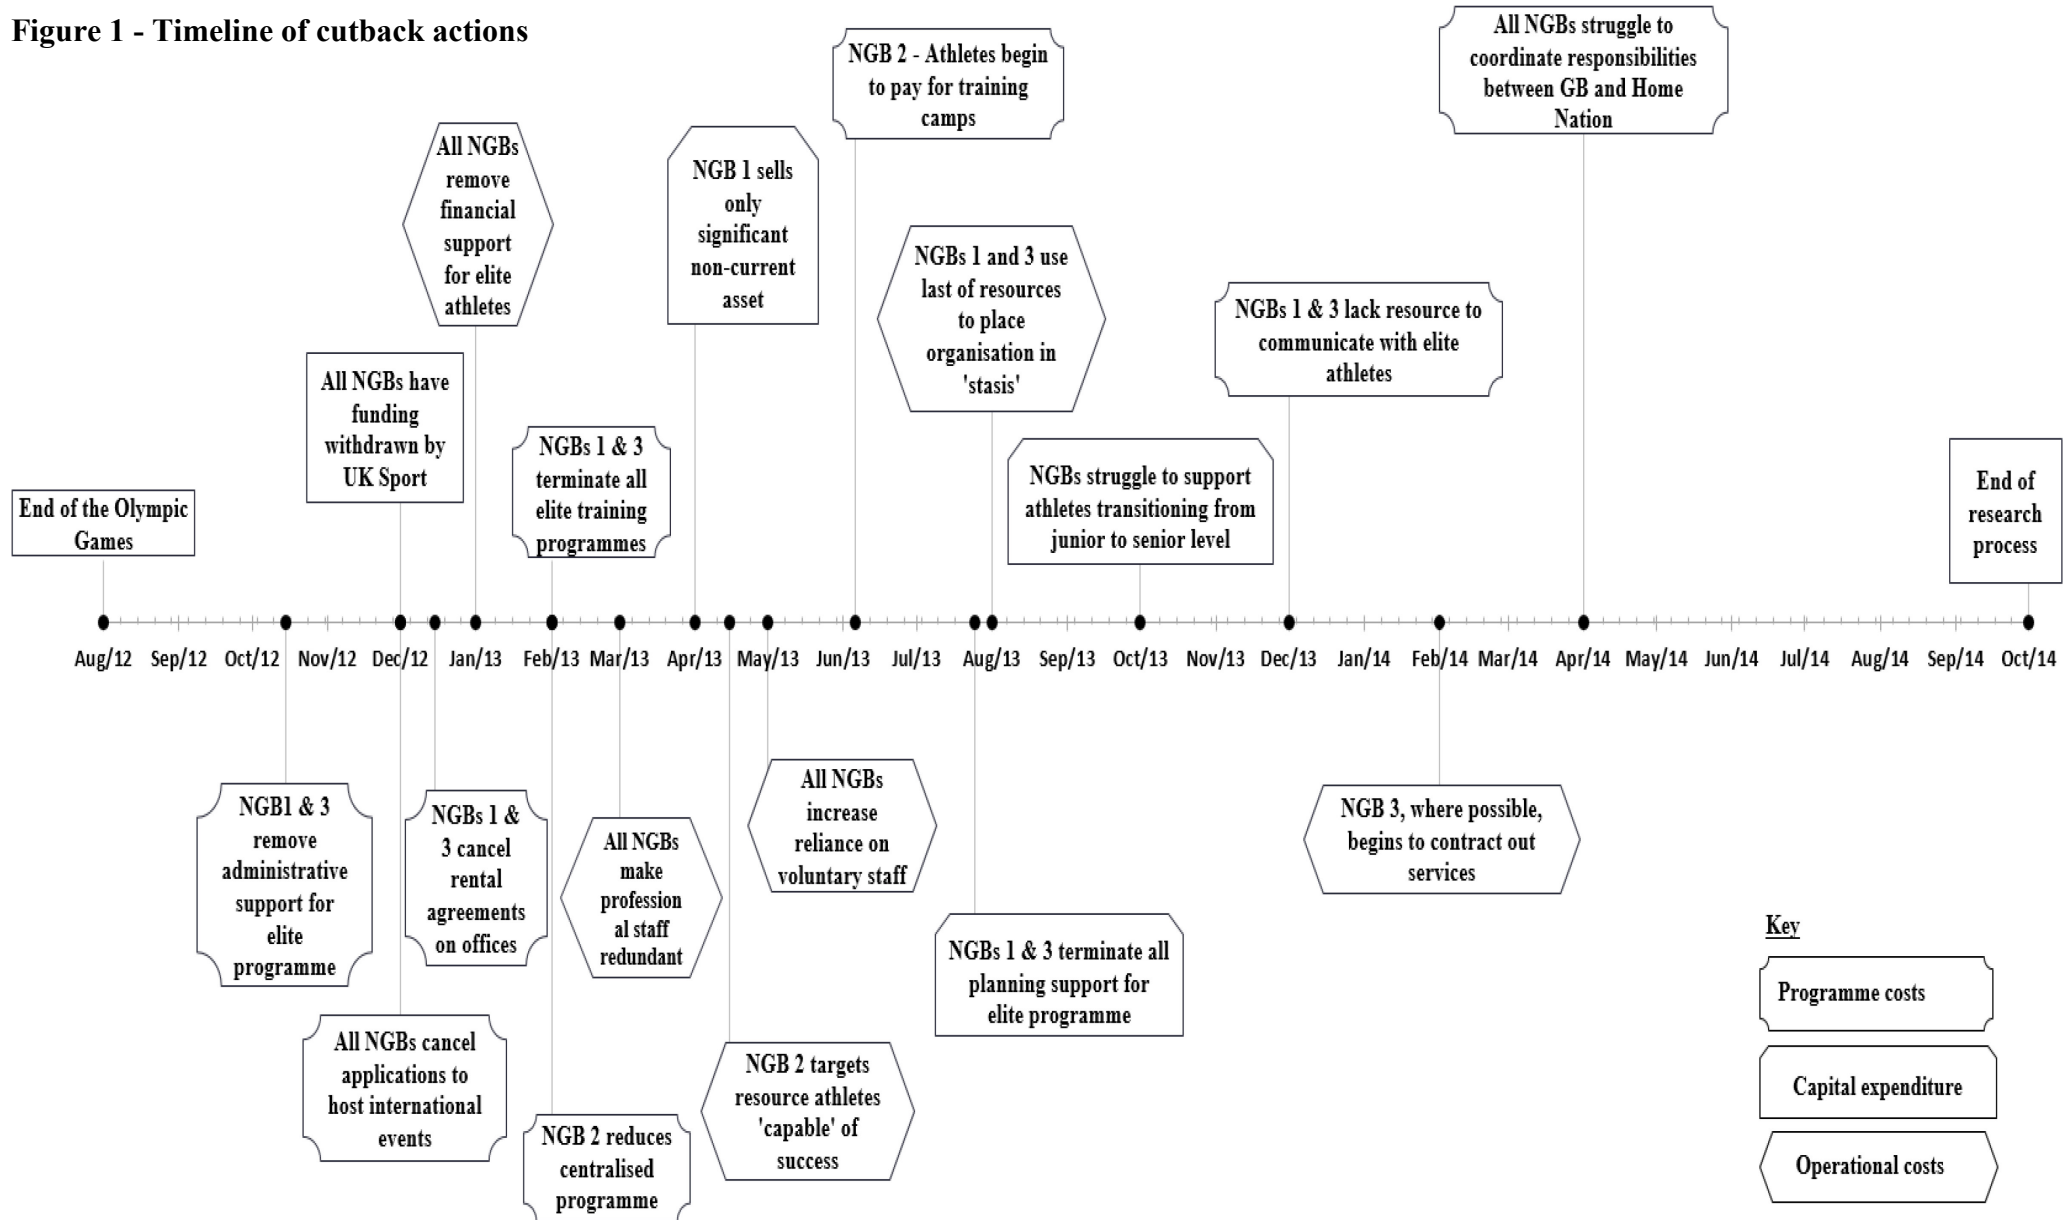 Figure 1 - Timeline of cutback actions
All NGBs struggle to
coordinate responsibilities
between GB and Home
Nation
NGB 2 - Athletes begin
to pay for training
camps
All NGBs
remove
financial
support
for elite
athletes
NGB 1 sells
only
significant
non-current
asset
NGBs 1 and 3 use
last of resources
to place
organisation in
'stasis'
NGBs 1 & 3 lack resource to
communicate with elite
athletes
All NGBs have
funding
withdrawn by
UK Sport
NGBs 1 & 3
terminate all
elite training
programmes
NGBs struggle to support
athletes transitioning from
junior to senior level
End of
research
process
End of the Olympic
Games
Aug/12 Sep/12 Oct/12 Nov/12 Dec/12 Jan/13 Feb/13 Mar/13 Apr/13 May/13 Jun/13 Jul/13 Aug/13 Sep/13 Oct/13 Nov/13 Dec/13 Jan/14 Feb/14 Mar/14 Apr/14 May/14 Jun/14 Jul/14 Aug/14 Sep/14 Oct/14
NGB1 & 3
remove
administrative
support for
elite
programme
NGBs 1 &
3 cancel
rental
agreements
on offices
All NGBs
make
profession
al staff
redundant
All NGBs
increase
reliance on
voluntary staff
NGB 3, where possible,
begins to contract out
services
NGBs 1 & 3 terminate all
planning support for
elite programme
All NGBs cancel
applications to
host international
events
NGB 2 targets
resource athletes
'capable' of
success
NGB 2 reduces
centralised
programme
Key
Programme costs
Capital expenditure
Operational costs